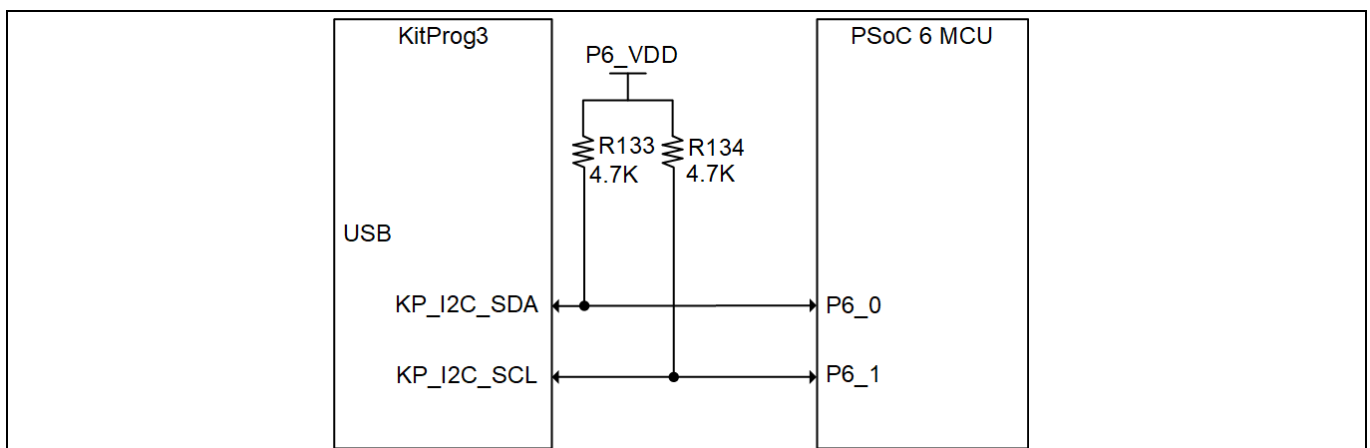 KitProg3
PSoC 6 MCU
P6_VDD
R133
4.7K
R134
4.7K
USB
KP_I2C_SDA
P6_0
KP_I2C_SCL
P6_1